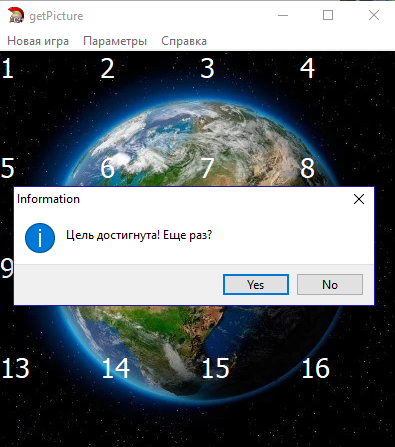 getPicture
Новая игра Параметры Справка
1 2 3 4
5 6 7 8
Information
Цель достигнута! Еще раз?
9
Yes No
13 14 15 16